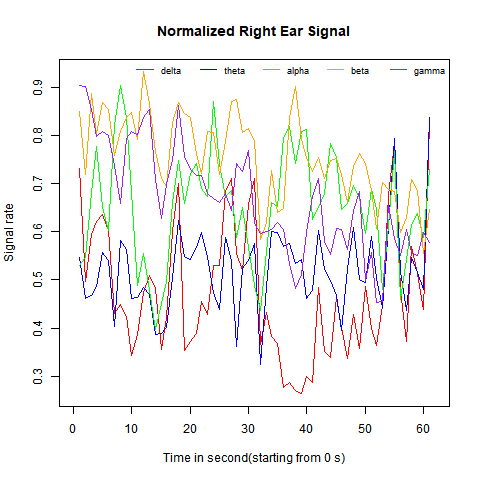 Normalized Right Ear Signal
delta theta alpha beta gamma
Signal rate
0.9
0.8
0.7
0.6
0.5
0.4
0.3
0 10 20 30 40 50 60
Time in second(starting from 0 s)